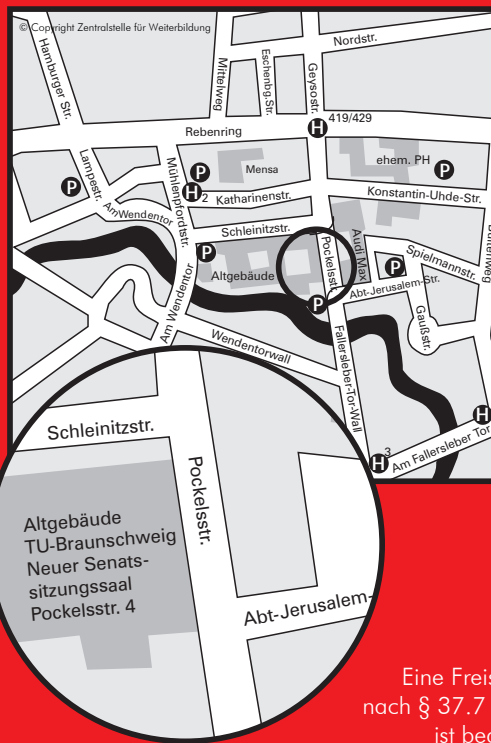 © Copyright Zentralstelle für Weiterbildung
Hamburger Str.
Mittelweg
Eschenbg.Str.
Geysostr.
Nordstr.
H
419/429
Rebenring
Lampestr.
P
Mühlenpfordtstr.
P
Mensa
H
2
Katharinenstr.
ehem. PH
P
Konstantin-Uhde-Str.
AmWendentor
Schleinitzstr.
P
Altgebäude
Pockelsstr.
Audi Max
P
Spielmannstr.
Abt-Jerusalem-Str.
Gaußstr.
P
Am Wendentor
Wendentorwall
Fallersleber-Tor-Wall
H
H
3
Am Fallersleber Tor
Schleinitzstr.
Pockelsstr.
Altgebäude
TU-Braunschweig
Neuer Senats-
sitzungssaal
Pockelsstr. 4
Abt-Jerusalem-
Eine Freis
nach § 37.7
ist bea